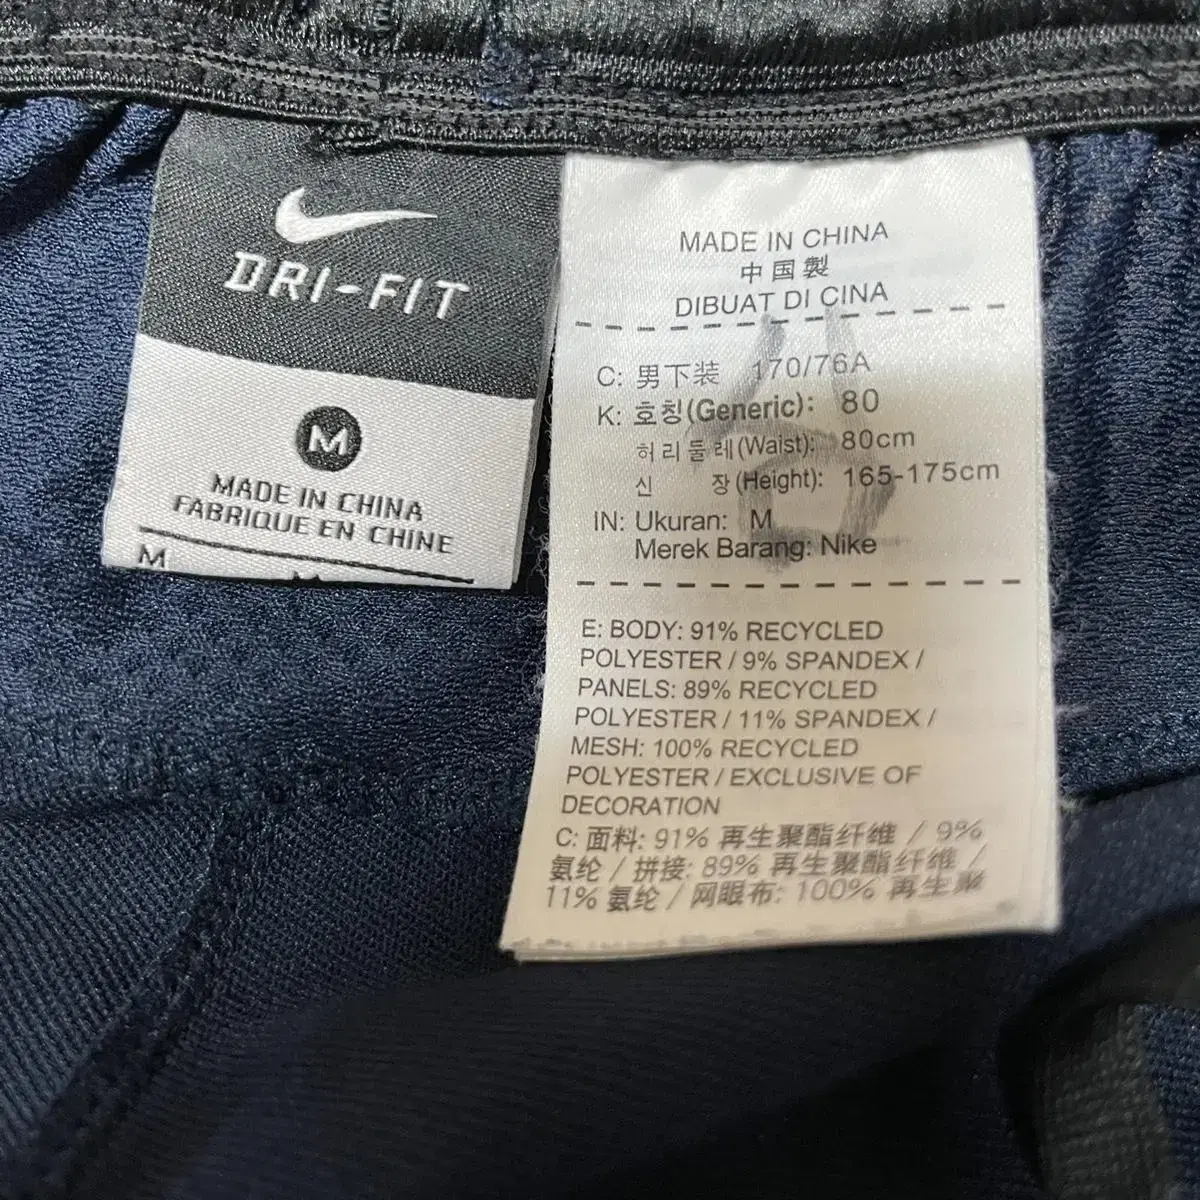 DRI-FIT
M
MADE IN CHINA
FABRIQUE EN CHINE
M
MADE IN CHINA
中国製
DIBUAT DI CINA
C: 男下装 170/76A
K: 호칭(Generic): 80
허리둘레(Waist): 80cm
신 장(Height): 165-175cm
IN: Ukuran: M
Merek Barang: Nike
E: BODY: 91% RECYCLED
POLYESTER / 9% SPANDEX /
PANELS: 89% RECYCLED
POLYESTER / 11% SPANDEX /
MESH: 100% RECYCLED
POLYESTER / EXCLUSIVE OF
DECORATION
C: 面料: 91% 再生聚酯纤维 / 9%
氨纶 / 拼接: 89% 再生聚酯纤维 /
11% 氨纶 / 网眼布: 100% 再生聚